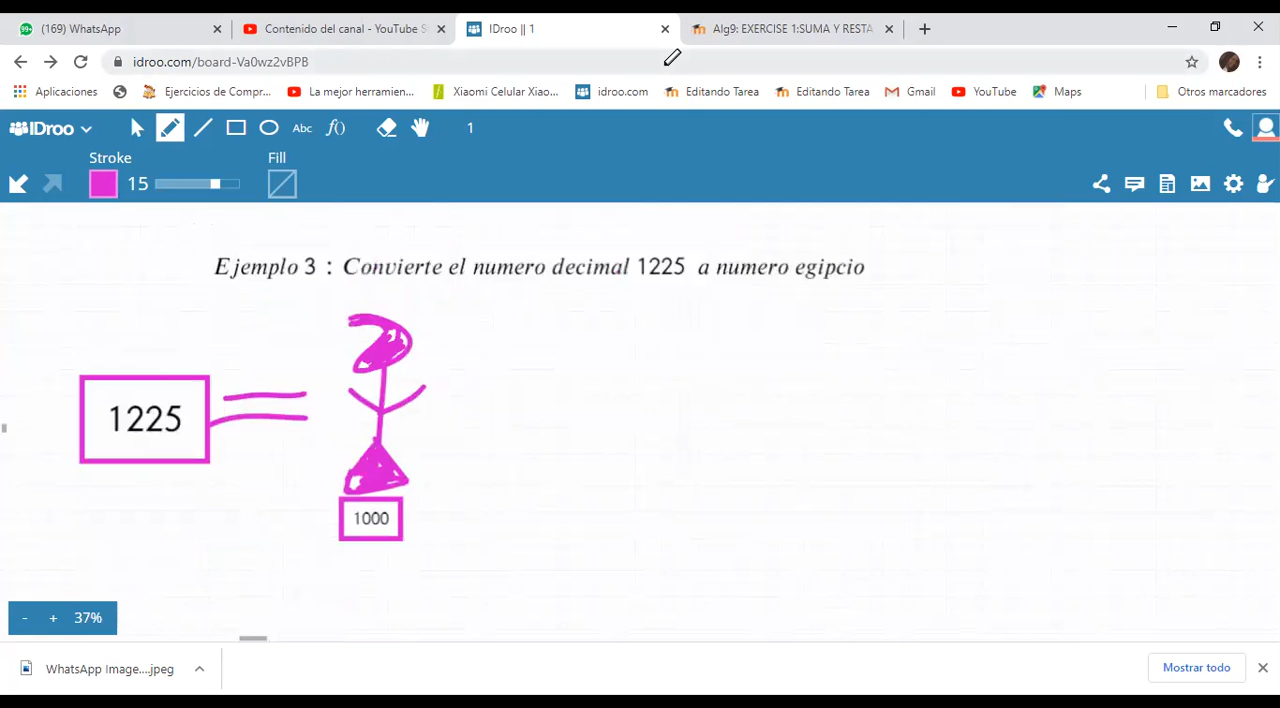 (169) WhatsApp
Contenido del canal - YouTube S
IDroo || 1
Alg9: EXERCISE 1:SUMA Y RESTA
idroo.com/board-Va0wz2vBPB
Aplicaciones
Ejercicios de Compr...
La mejor herramien...
Xiaomi Celular Xiao...
idroo.com
Editando Tarea
Editando Tarea
Gmail
YouTube
Maps
Otros marcadores
IDroo
Abc
f()
1
Stroke
Fill
15
Ejemplo 3 : Convierte el numero decimal 1225 a numero egipcio
1225
1000
- + 37%
WhatsApp Image....jpeg
Mostrar todo